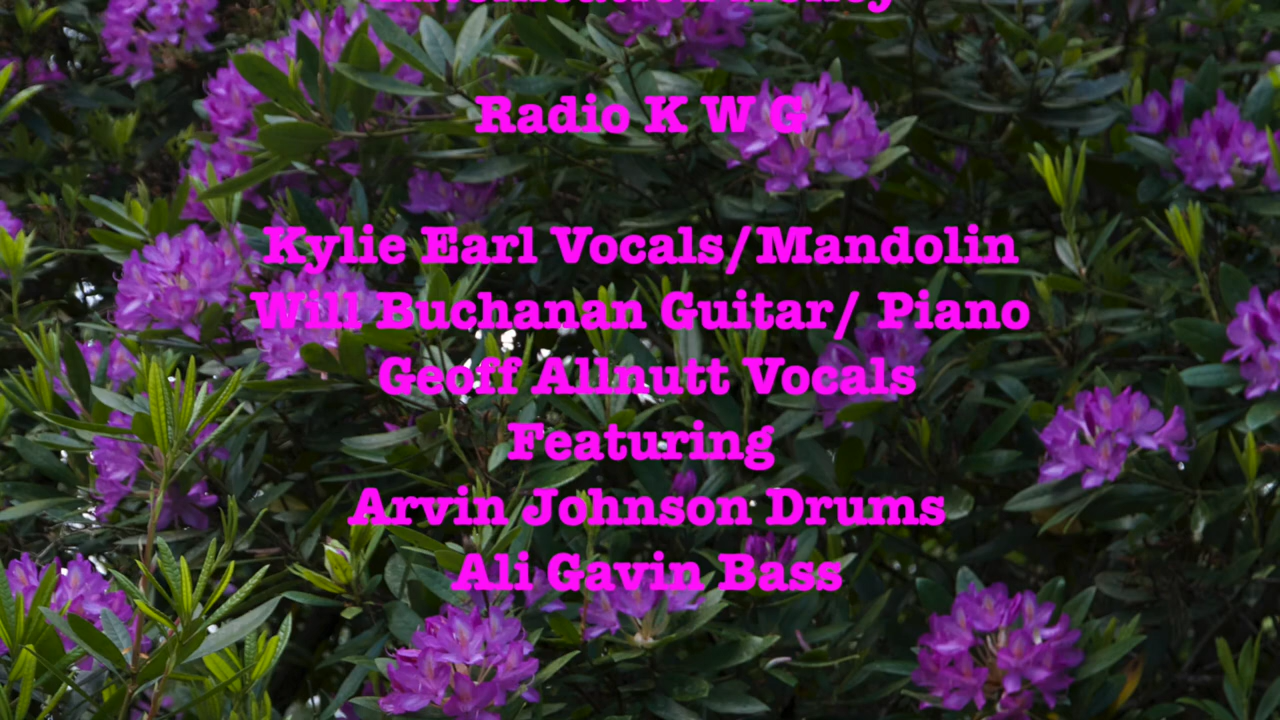 Radio K W G
Kylie Earl Vocals/Mandolin
Will Buchanan Guitar/ Piano
Geoff Allnutt Vocals
Featuring
Arvin Johnson Drums
Ali Gavin Bass